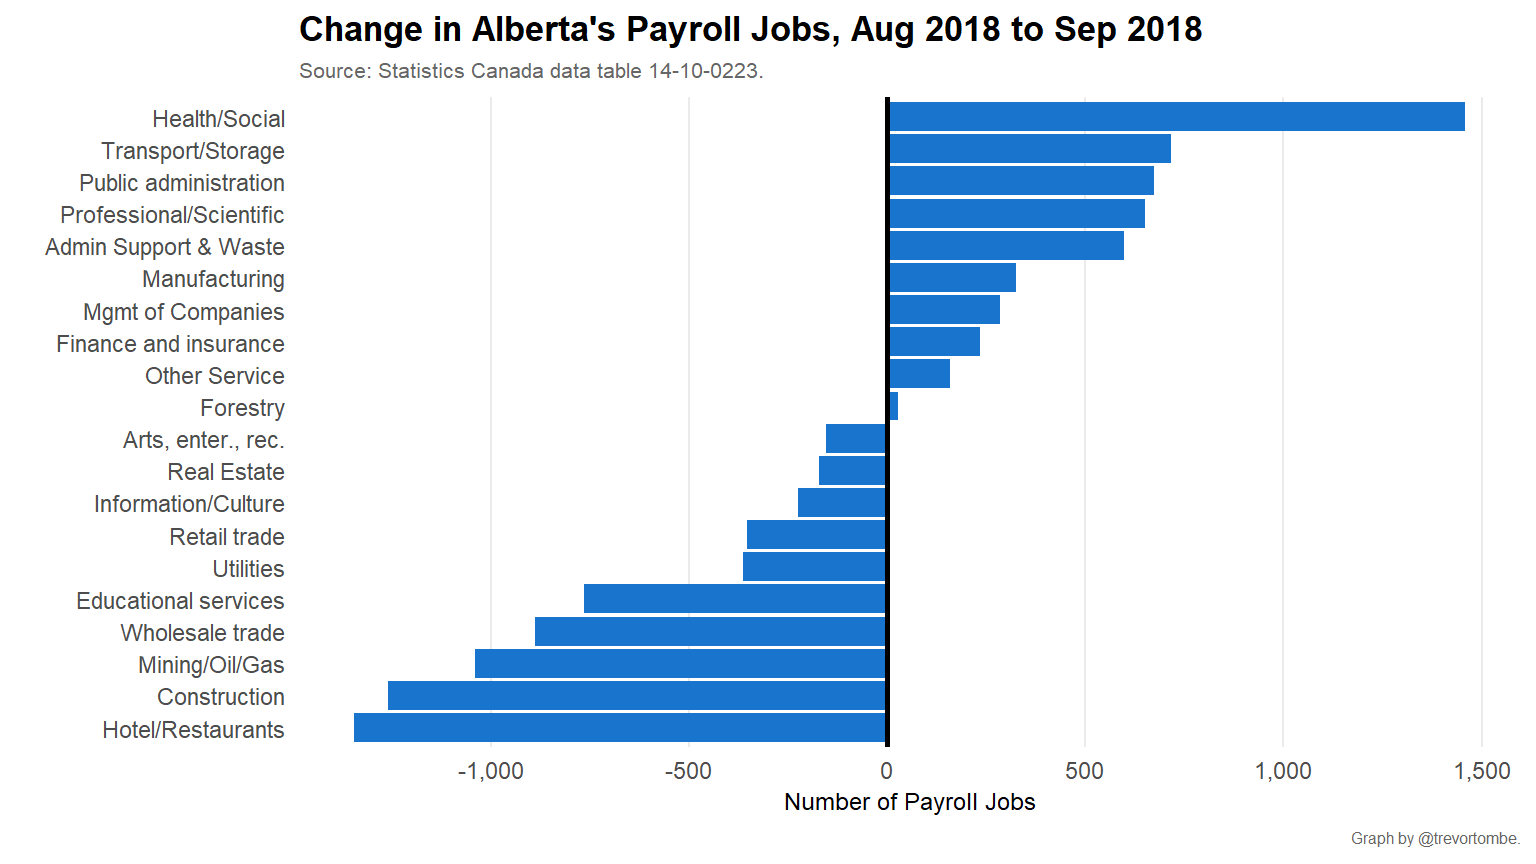 Change in Alberta's Payroll Jobs, Aug 2018 to Sep 2018
Source: Statistics Canada data table 14-10-0223.
Health/Social
Transport/Storage
Public administration
Professional/Scientific
Admin Support & Waste
Manufacturing
Mgmt of Companies
Finance and insurance
Other Service
Forestry
Arts, enter., rec.
Real Estate
Information/Culture
Retail trade
Utilities
Educational services
Wholesale trade
Mining/Oil/Gas
Construction
Hotel/Restaurants
-1,000 -500 0 500 1,000 1,500
Number of Payroll Jobs
Graph by @trevortombe.